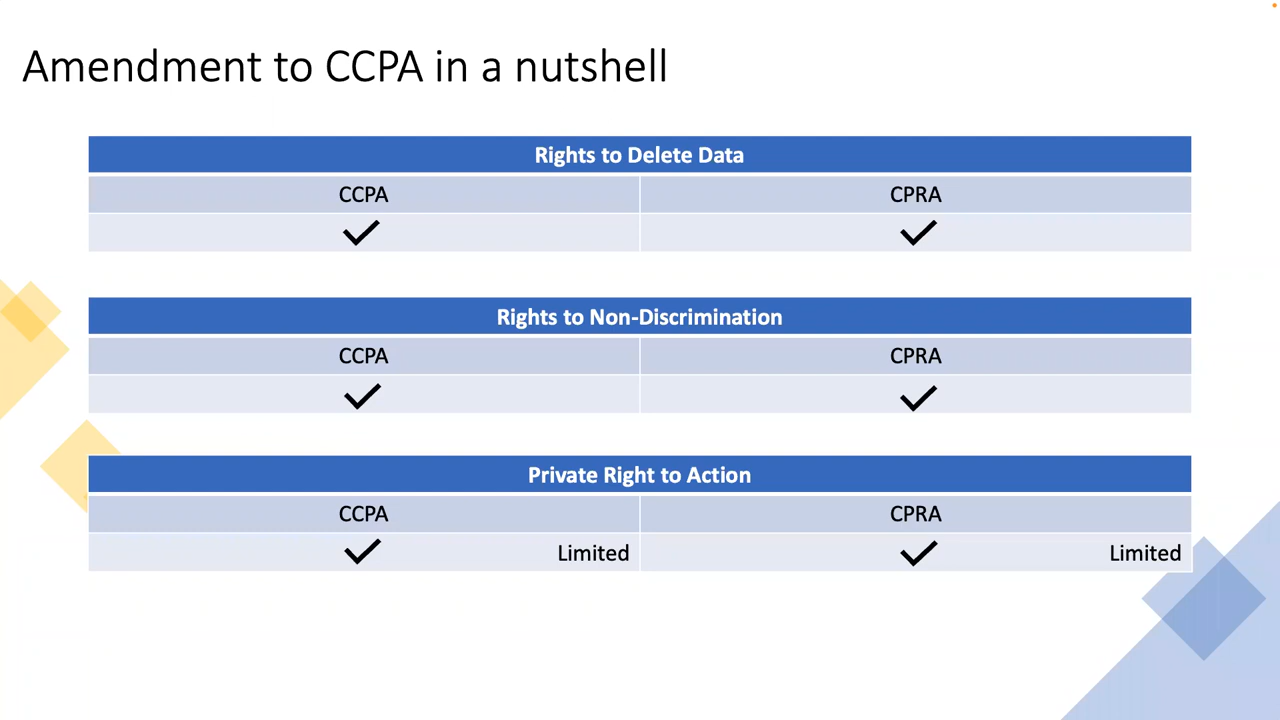 Amendment to CCPA in a nutshell
Rights to Delete Data
CCPA CPRA
Rights to Non-Discrimination
CCPA CPRA
Private Right to Action
CCPA CPRA
Limited Limited